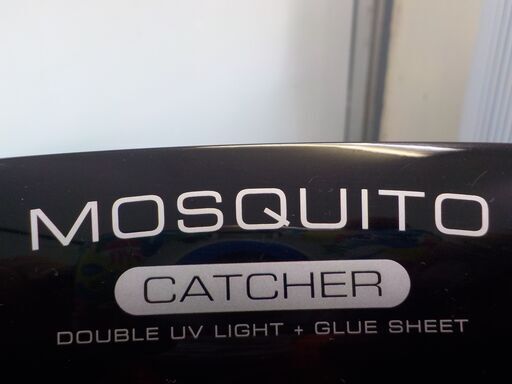 MOSQUITO
CATCHER
DOUBLE UV LIGHT + GLUE SHEET